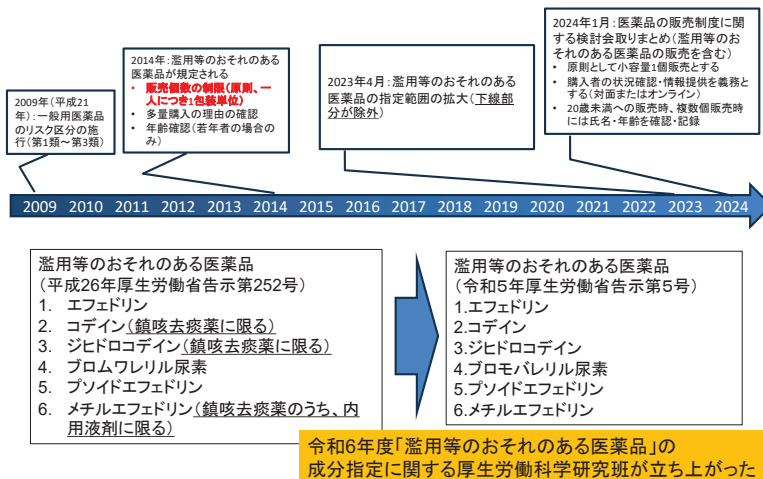 2009年(平成21
年):一般用医薬品
のリスク区分の施
行(第1類～第3類)
2014年:濫用等のおそれのある
医薬品が規定される
• 販売個数の制限(原則、一
人につき1包装単位)
• 多量購入の理由の確認
• 年齢確認(若年者の場合の
み)
2023年4月:濫用等のおそれのある
医薬品の指定範囲の拡大(下線
部分が除外)
2024年1月:医薬品の販売制度に関
する検討会取りまとめ(濫用等のお
それのある医薬品の販売を含む)
• 原則として小容量1個販売とする
• 購入者の状況確認・情報提供を義務と
する(対面またはオンライン)
• 20歳未満への販売時、複数個販売時
には氏名・年齢を確認・記録
2009 2010 2011 2012 2013 2014 2015 2016 2017 2018 2019 2020 2021 2022 2023 2024
濫用等のおそれのある医薬品
(平成26年厚生労働省告示第252号)
1. エフェドリン
2. コデイン(鎮咳去痰薬に限る)
3. ジヒドロコデイン(鎮咳去痰薬に限る)
4. ブロムワレリル尿素
5. プソイドエフェドリン
6. メチルエフェドリン(鎮咳去痰薬のうち、内
用液剤に限る)
濫用等のおそれのある医薬品
(令和5年厚生労働省告示第5号)
1.エフェドリン
2.コデイン
3.ジヒドロコデイン
4.ブロモバレリル尿素
5.プソイドエフェドリン
6.メチルエフェドリン
令和6年度「濫用等のおそれのある医薬品」の
成分指定に関する厚生労働科学研究班が立ち上がった